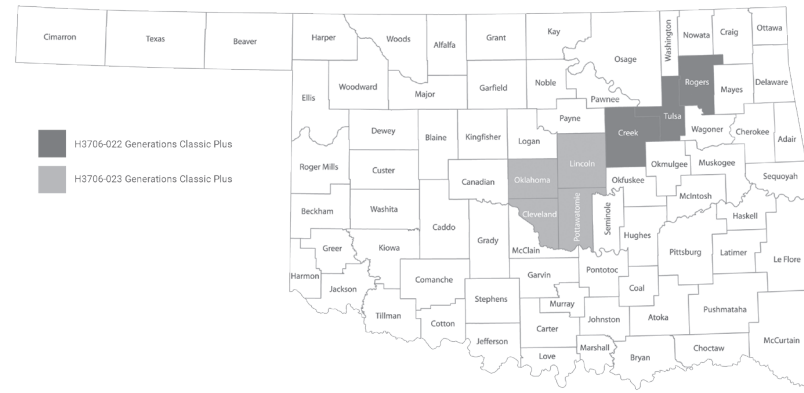 Cimarron
Texas
Beaver
Harper
Woods
Alfalfa
Grant
Kay
Osage
Washington
Nowata
Craig
Ottawa
Ellis
Woodward
Major
Garfield
Noble
Pawnee
Rogers
Mayes
Delaware
Tulsa
Payne
Creek
Wagoner
Cherokee
Adair
H3706-022 Generations Classic Plus
H3706-023 Generations Classic Plus
Dewey
Blaine
Kingfisher
Logan
Lincoln
Okmulgee
Muskogee
Sequoyah
Roger Mills
Custer
Canadian
Oklahoma
Okfuskee
McIntosh
Beckham
Washita
Caddo
Grady
Cleveland
Pottawatomie
Seminole
Hughes
Haskell
McClain
Greer
Kiowa
Pittsburg
Latimer
Le Flore
Harmon
Jackson
Comanche
Garvin
Pontotoc
Coal
Tillman
Stephens
Murray
Johnston
Atoka
Pushmataha
Cotton
Carter
Jefferson
Love
Marshall
Bryan
Choctaw
McCurtain